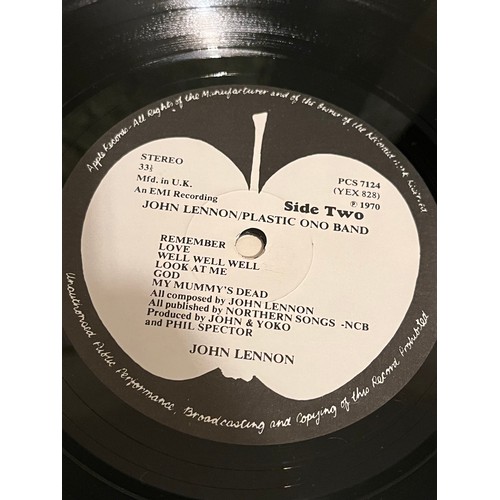 Apple Records - All Rights of the Manufacturer and of the Owner of the Recorded Work Reserved
STEREO
33⅓
Mfd. in U.K.
An EMI Recording
PCS 7124
(YEX 828)
℗ 1970
Side Two
JOHN LENNON/PLASTIC ONO BAND
REMEMBER
LOVE
WELL WELL WELL
LOOK AT ME
GOD
MY MUMMY'S DEAD
All composed by JOHN LENNON
All published by NORTHERN SONGS -NCB
Produced by JOHN & YOKO
and PHIL SPECTOR
JOHN LENNON
Unauthorised Public Performance, Broadcasting and Copying of this Record Prohibited